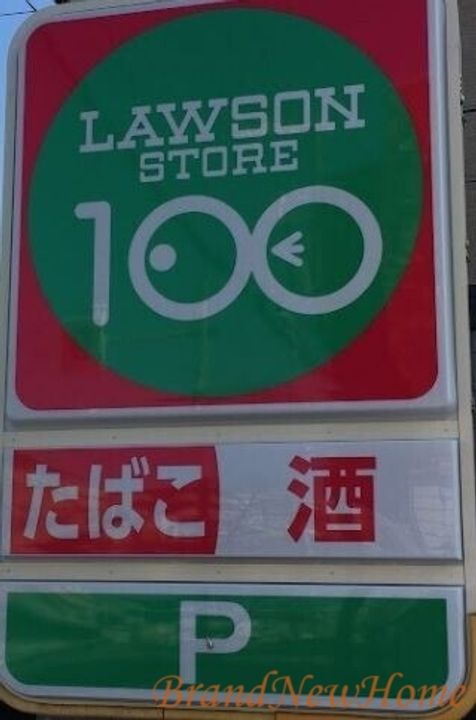 LAWSON
STORE
100
たばこ 酒
P
BrandNewHome